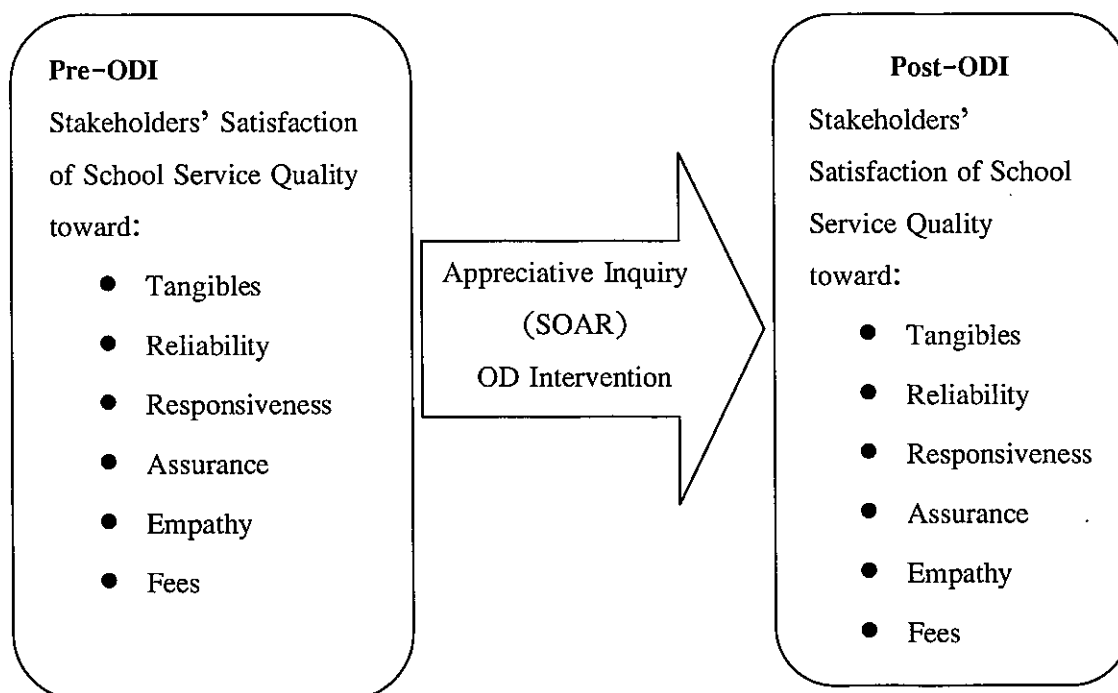 Pre-ODI
Stakeholders' Satisfaction
of School Service Quality
toward:
● Tangibles
● Reliability
● Responsiveness
● Assurance
● Empathy
● Fees
Appreciative Inquiry
(SOAR)
OD Intervention
Post-ODI
Stakeholders'
Satisfaction of School
Service Quality
toward:
● Tangibles
● Reliability
● Responsiveness
● Assurance
● Empathy
● Fees